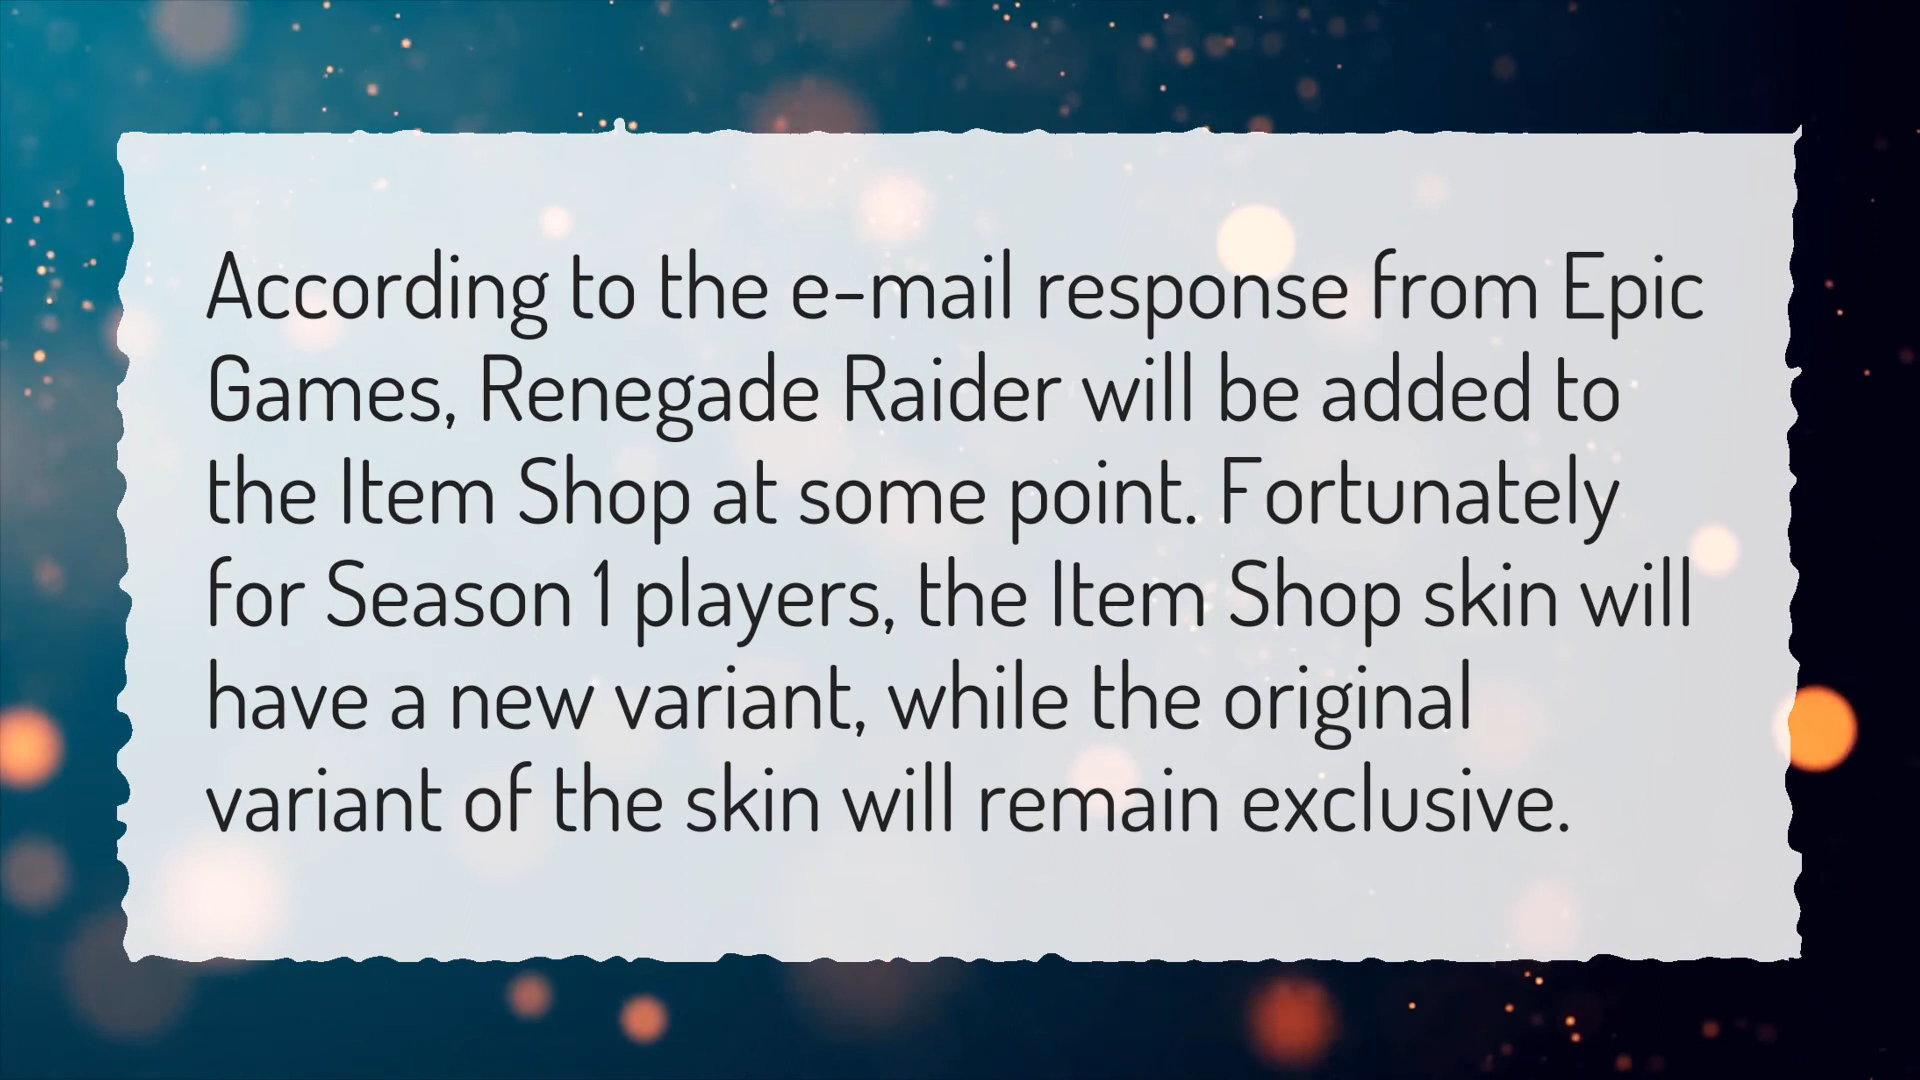 According to the e-mail response from Epic
Games, Renegade Raider will be added to
the Item Shop at some point. Fortunately
for Season 1 players, the Item Shop skin will
have a new variant, while the original
variant of the skin will remain exclusive.